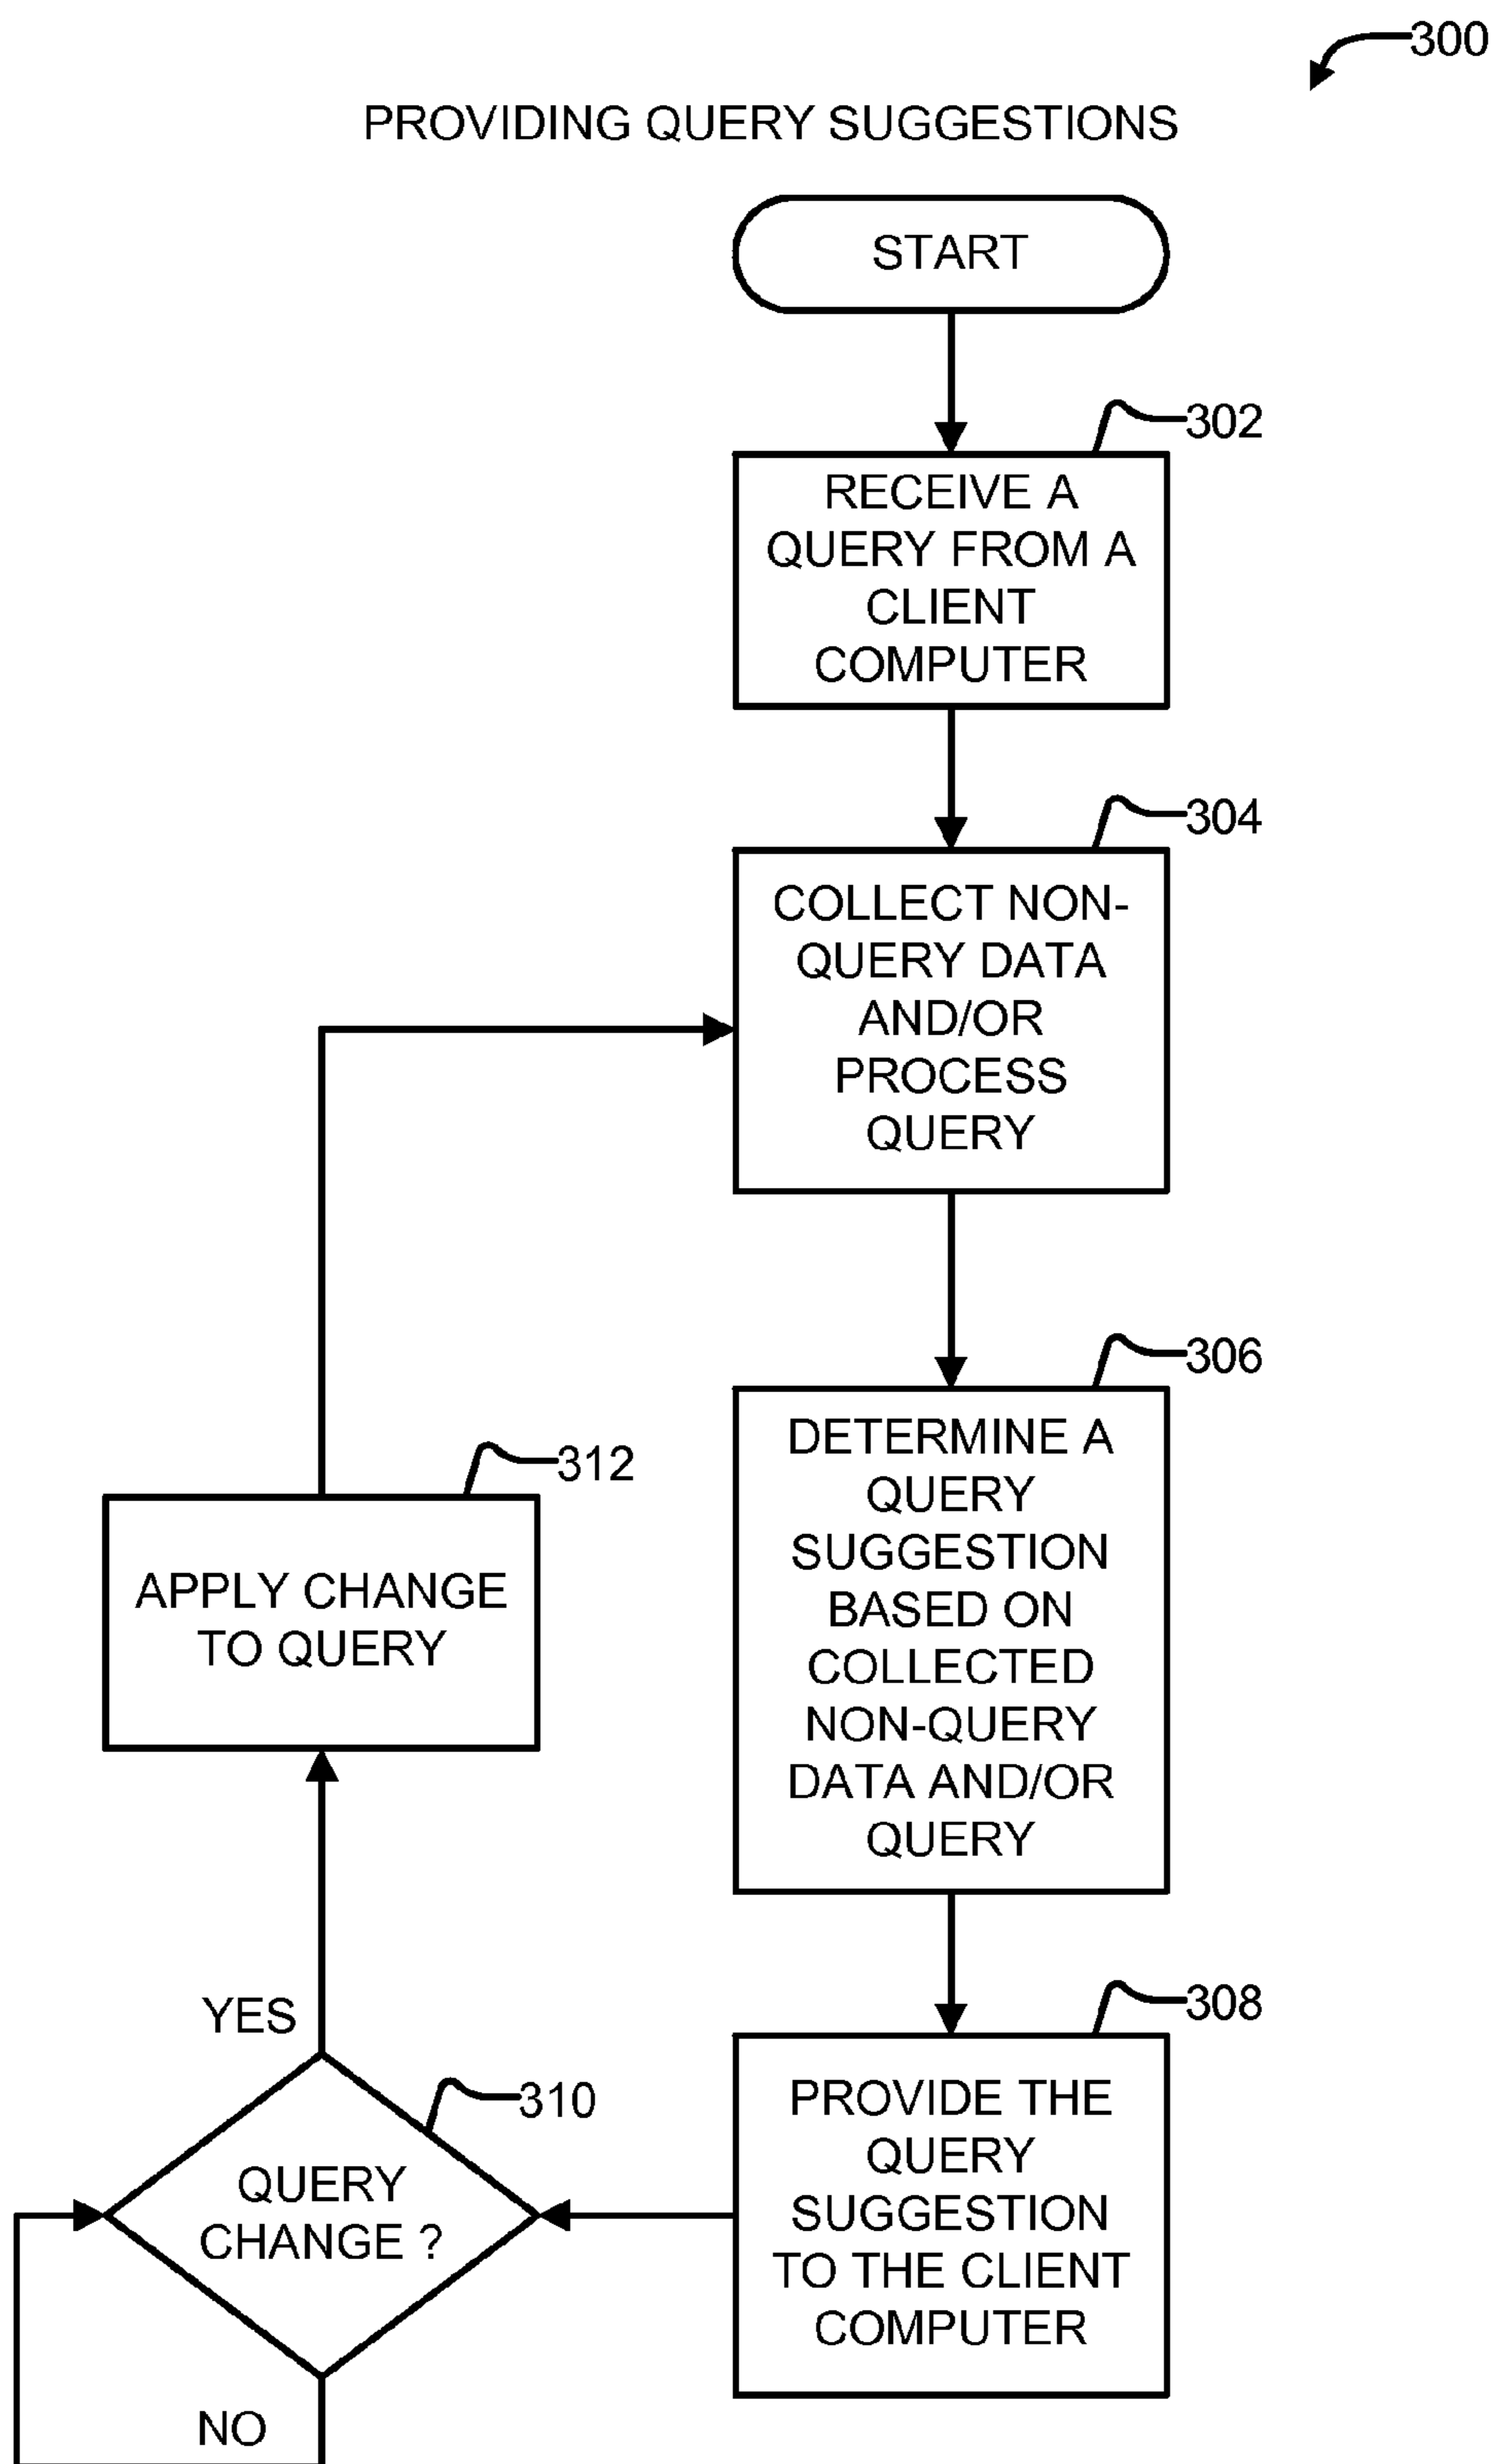 300
PROVIDING QUERY SUGGESTIONS
START
302
RECEIVE A
QUERY FROM A
CLIENT
COMPUTER
304
COLLECT NON-
QUERY DATA
AND/OR
PROCESS
QUERY
306
DETERMINE A
QUERY
SUGGESTION
BASED ON
COLLECTED
NON-QUERY
DATA AND/OR
QUERY
312
APPLY CHANGE
TO QUERY
308
PROVIDE THE
QUERY
SUGGESTION
TO THE CLIENT
COMPUTER
YES
310
QUERY
CHANGE ?
NO